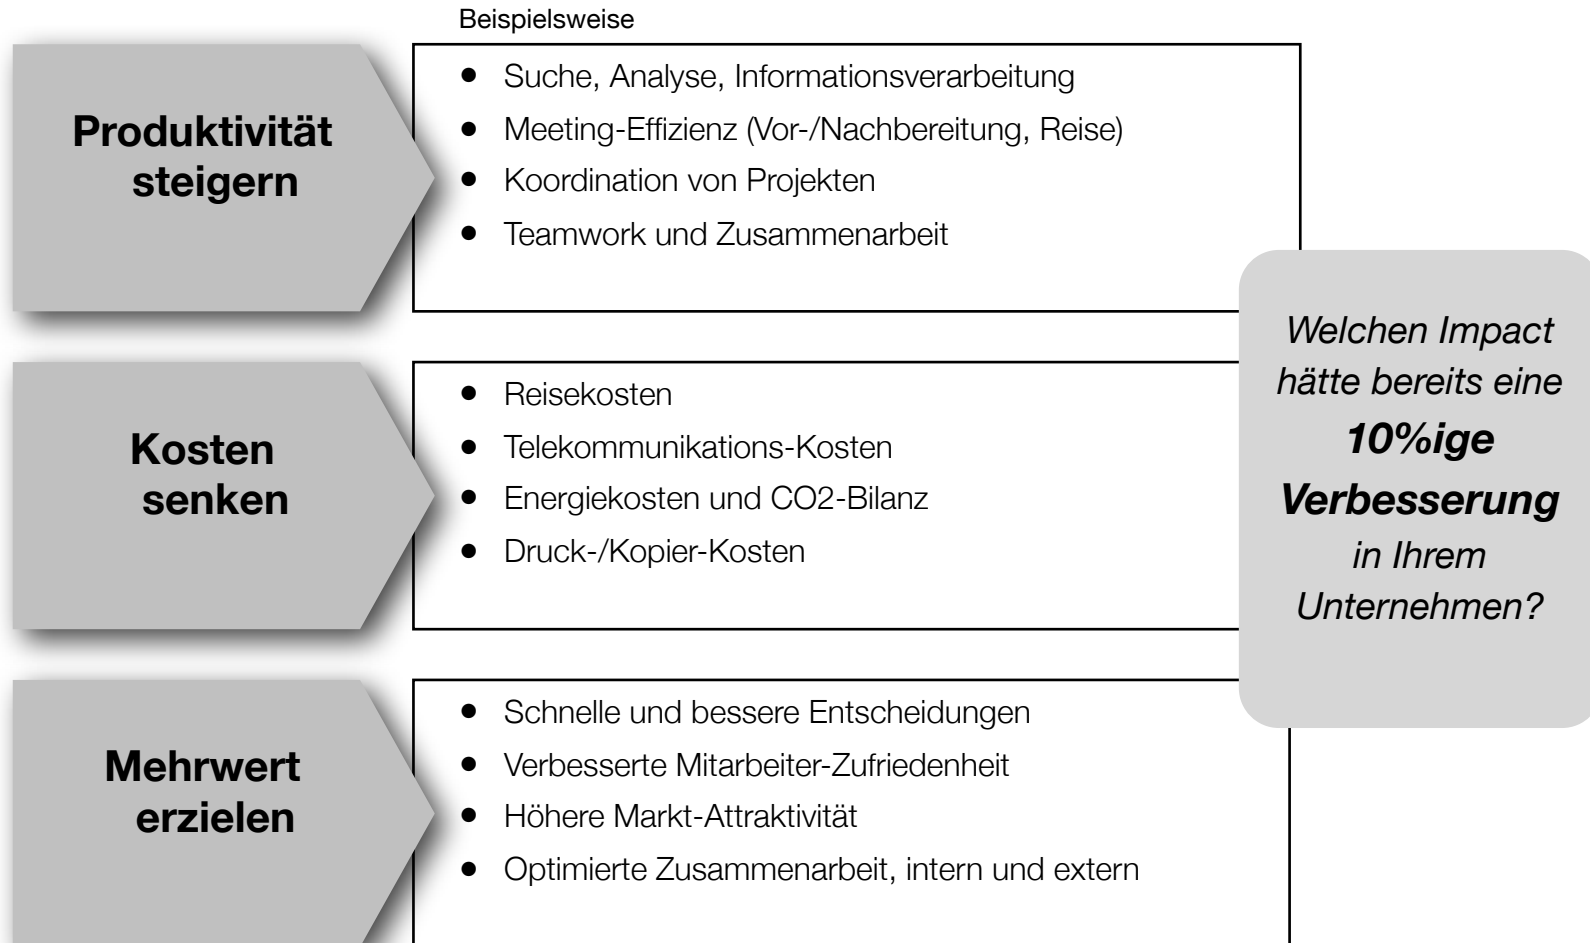 Beispielsweise
Produktivität
steigern
• Suche, Analyse, Informationsverarbeitung
• Meeting-Effizienz (Vor-/Nachbereitung, Reise)
• Koordination von Projekten
• Teamwork und Zusammenarbeit
Kosten
senken
• Reisekosten
• Telekommunikations-Kosten
• Energiekosten und CO2-Bilanz
• Druck-/Kopier-Kosten
Mehrwert
erzielen
• Schnelle und bessere Entscheidungen
• Verbesserte Mitarbeiter-Zufriedenheit
• Höhere Markt-Attraktivität
• Optimierte Zusammenarbeit, intern und extern
Welchen Impact
hätte bereits eine
10%ige
Verbesserung
in Ihrem
Unternehmen?